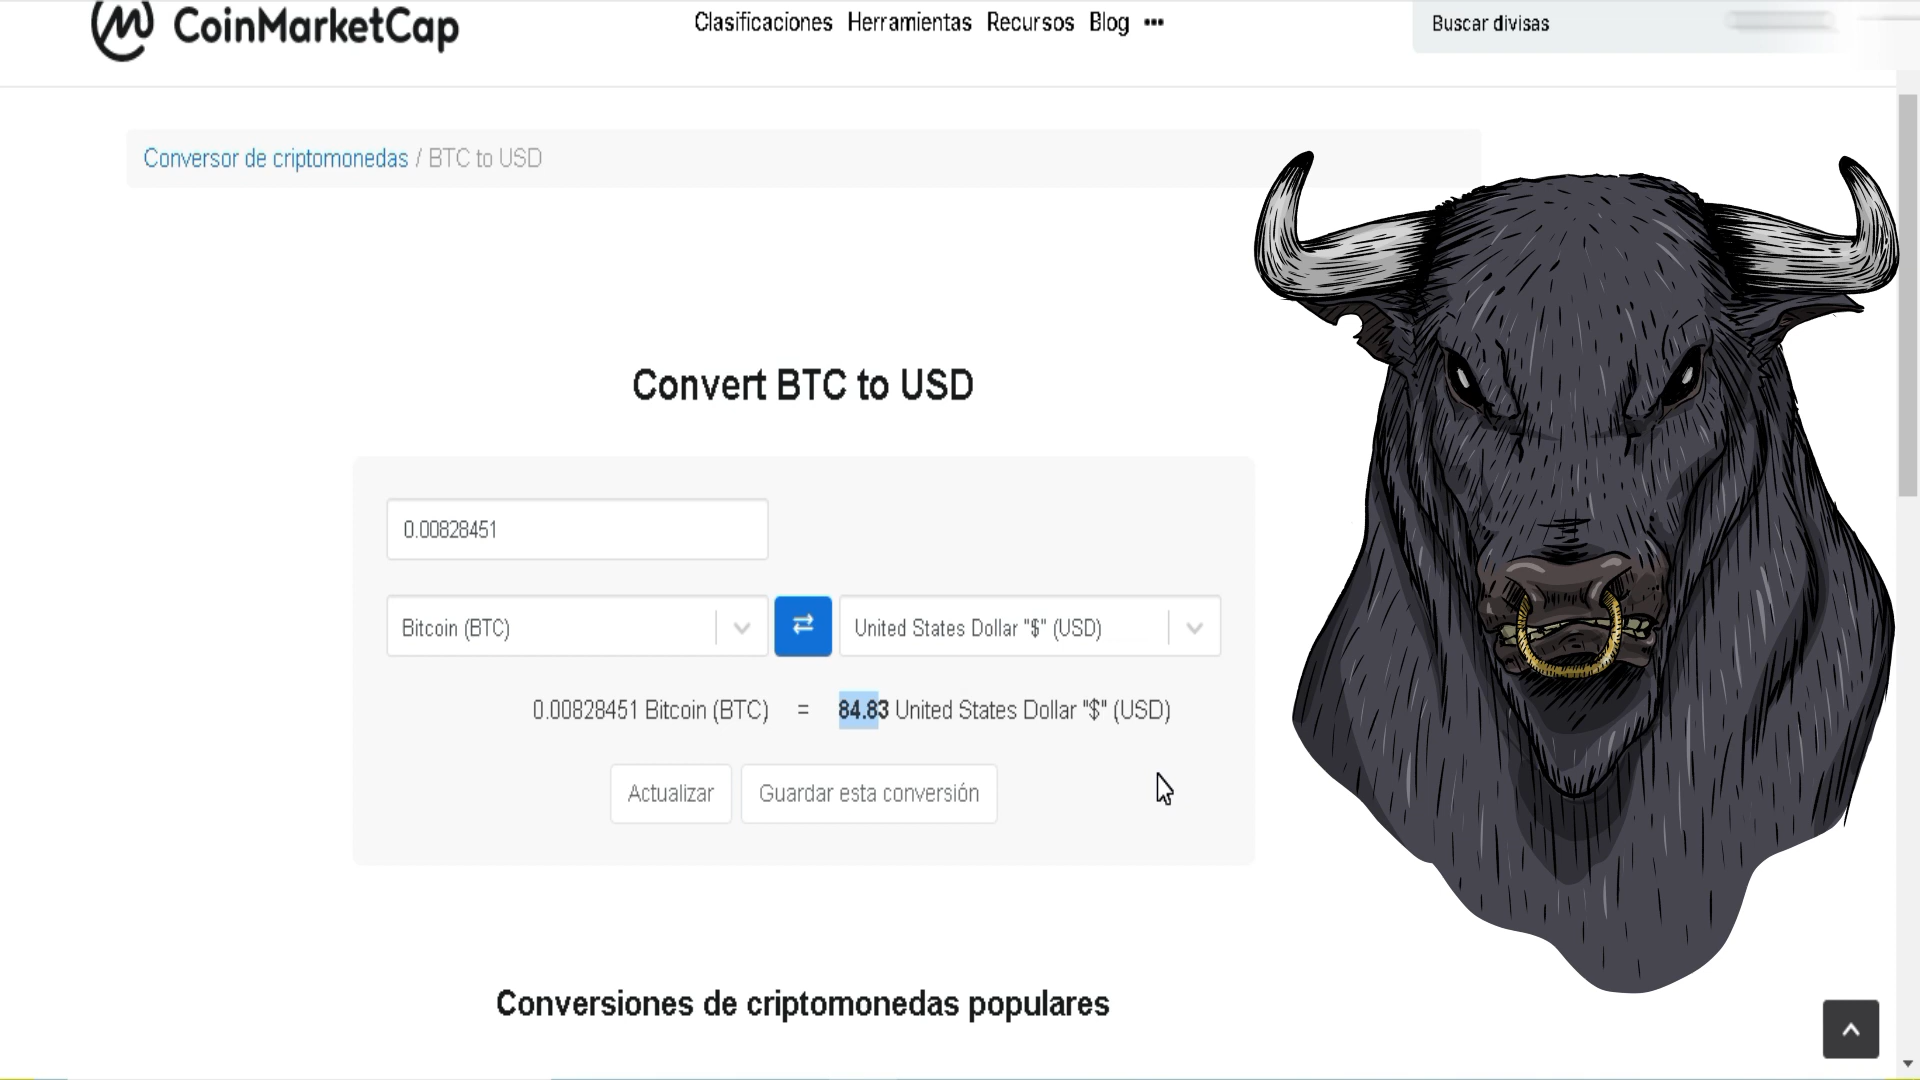 CoinMarketCap
Clasificaciones Herramientas Recursos Blog •••
Buscar divisas
Conversor de criptomonedas / BTC to USD
Convert BTC to USD
0.00828451
Bitcoin (BTC)
United States Dollar "$" (USD)
0.00828451 Bitcoin (BTC) = 84.83 United States Dollar "$" (USD)
Actualizar
Guardar esta conversión
Conversiones de criptomonedas populares